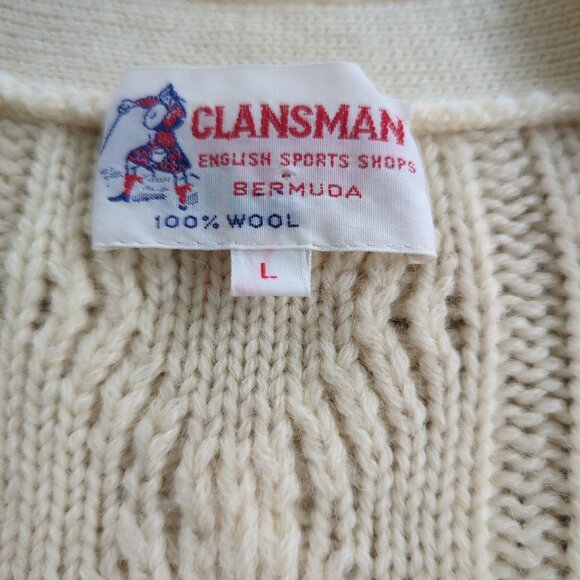 CLANSMAN
ENGLISH SPORTS SHOPS
BERMUDA
100% WOOL
L